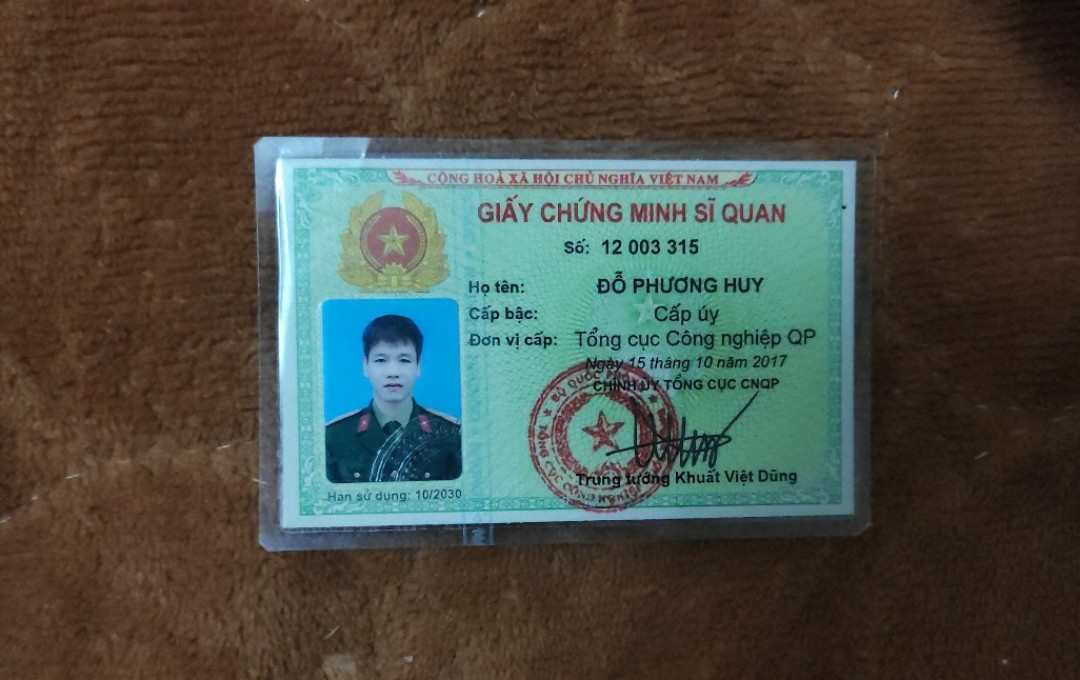 CỘNG HOÀ XÃ HỘI CHỦ NGHĨA VIỆT NAM
GIẤY CHỨNG MINH SĨ QUAN
Số: 12 003 315
Họ tên: ĐỖ PHƯƠNG HUY
Cấp bậc: Cấp úy
Đơn vị cấp: Tổng cục Công nghiệp QP
Ngày 15 tháng 10 năm 2017
CHÍNH ỦY TỔNG CỤC CNQP
BỘ QUỐC PHÒNG
TỔNG CỤC CÔNG NGHIỆP
Trung tướng Khuất Việt Dũng
Hạn sử dụng: 10/2030